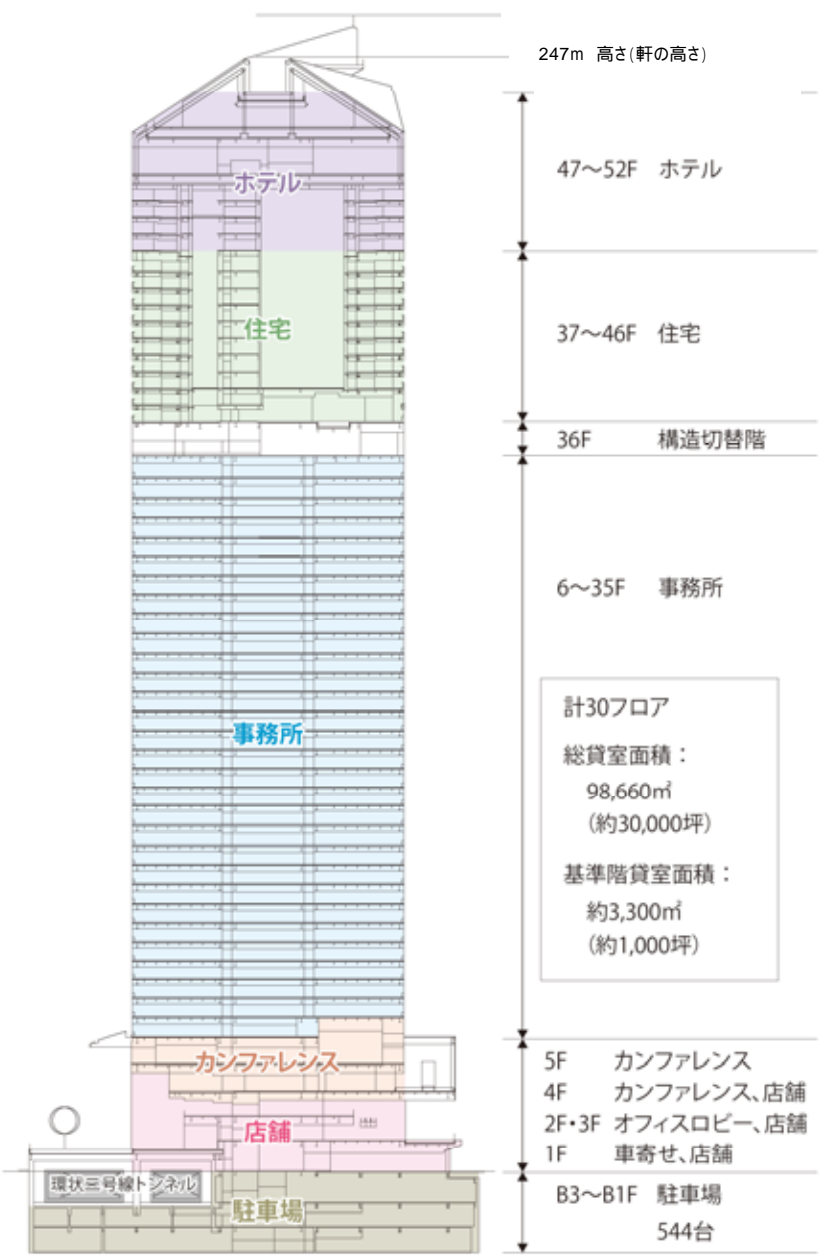 247m 高さ(軒の高さ)
47〜52F ホテル
ホテル
37〜46F 住宅
住宅
36F 構造切替階
6〜35F 事務所
計30フロア
総貸室面積：
98,660㎡
(約30,000坪)
基準階貸室面積：
約3,300㎡
(約1,000坪)
事務所
5F カンファレンス
4F カンファレンス、店舗
2F・3F オフィスロビー、店舗
1F 車寄せ、店舗
カンファレンス
店舗
環状三号線トンネル
駐車場
B3〜B1F 駐車場
544台